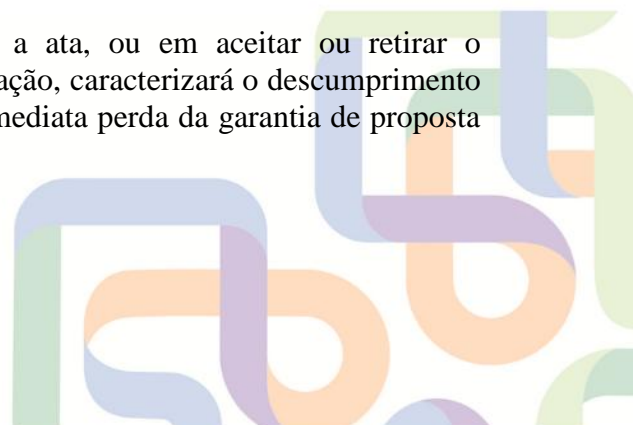 a ata, ou em aceitar ou retirar o
ação, caracterizará o descumprimento
mediata perda da garantia de proposta